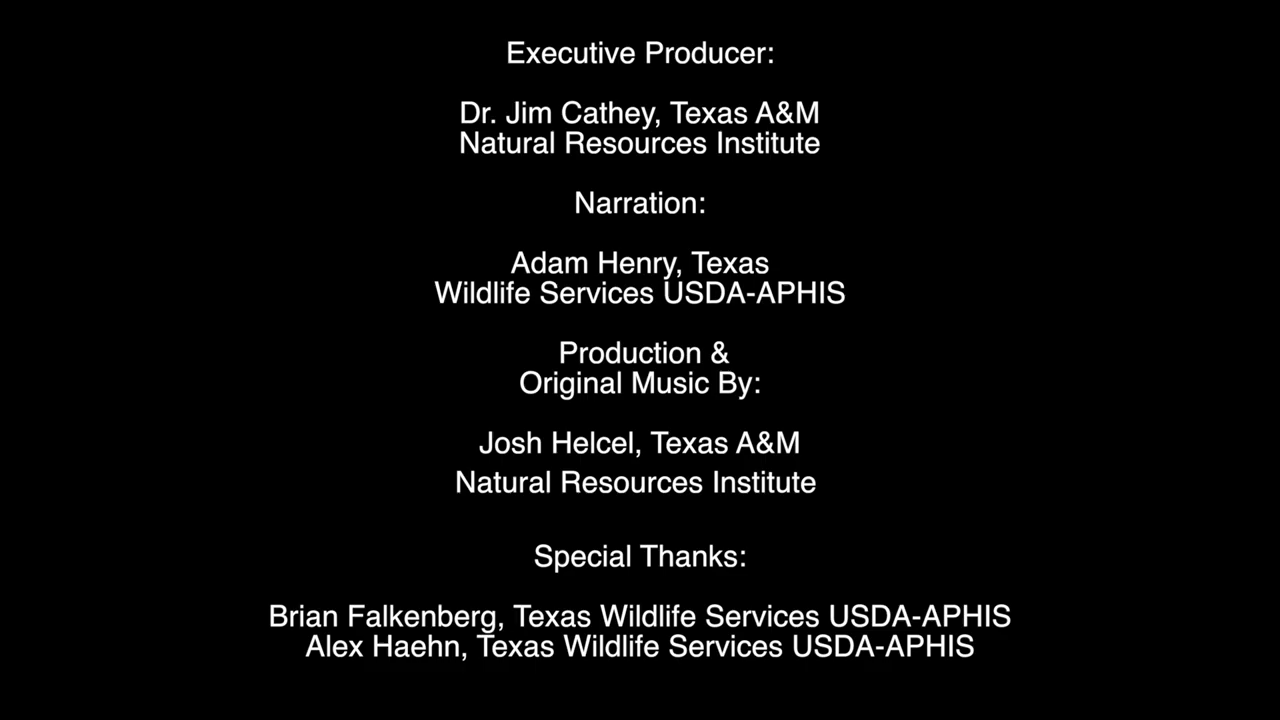 Executive Producer:
Dr. Jim Cathey, Texas A&M
Natural Resources Institute
Narration:
Adam Henry, Texas
Wildlife Services USDA-APHIS
Production &
Original Music By:
Josh Helcel, Texas A&M
Natural Resources Institute
Special Thanks:
Brian Falkenberg, Texas Wildlife Services USDA-APHIS
Alex Haehn, Texas Wildlife Services USDA-APHIS